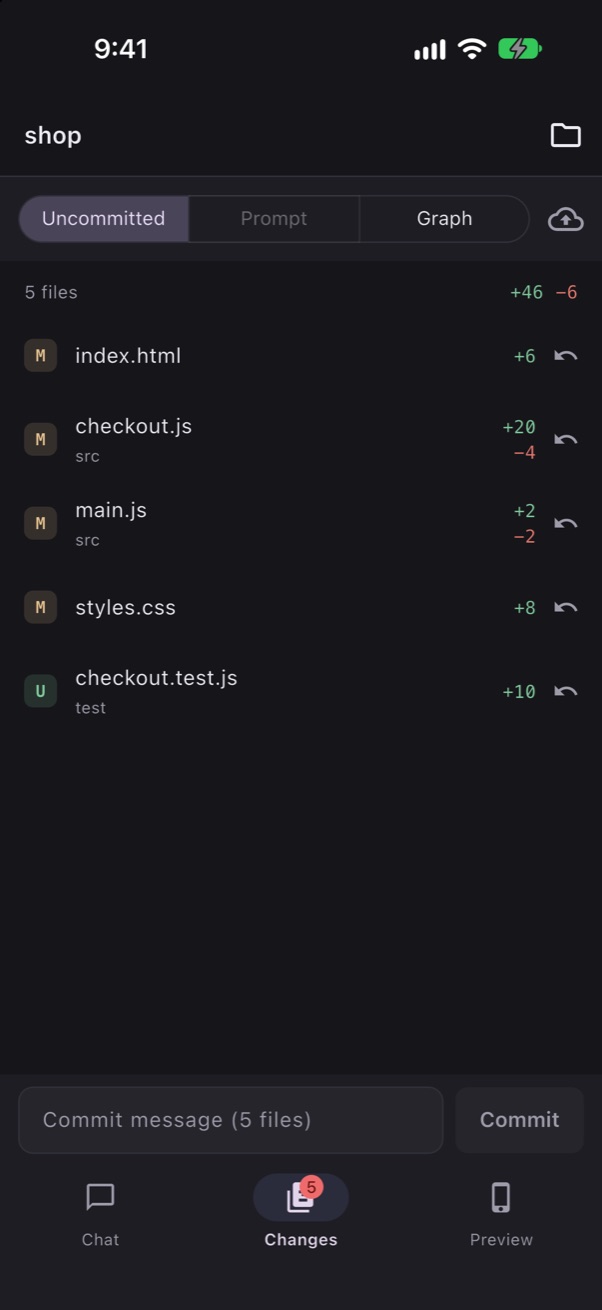 9:41
shop
Uncommitted
Prompt
Graph
5 files
+46 −6
M index.html +6
M checkout.js +20
src −4
M main.js +2
src −2
M styles.css +8
U checkout.test.js +10
test
Commit message (5 files)
Commit
5
Chat
Changes
Preview